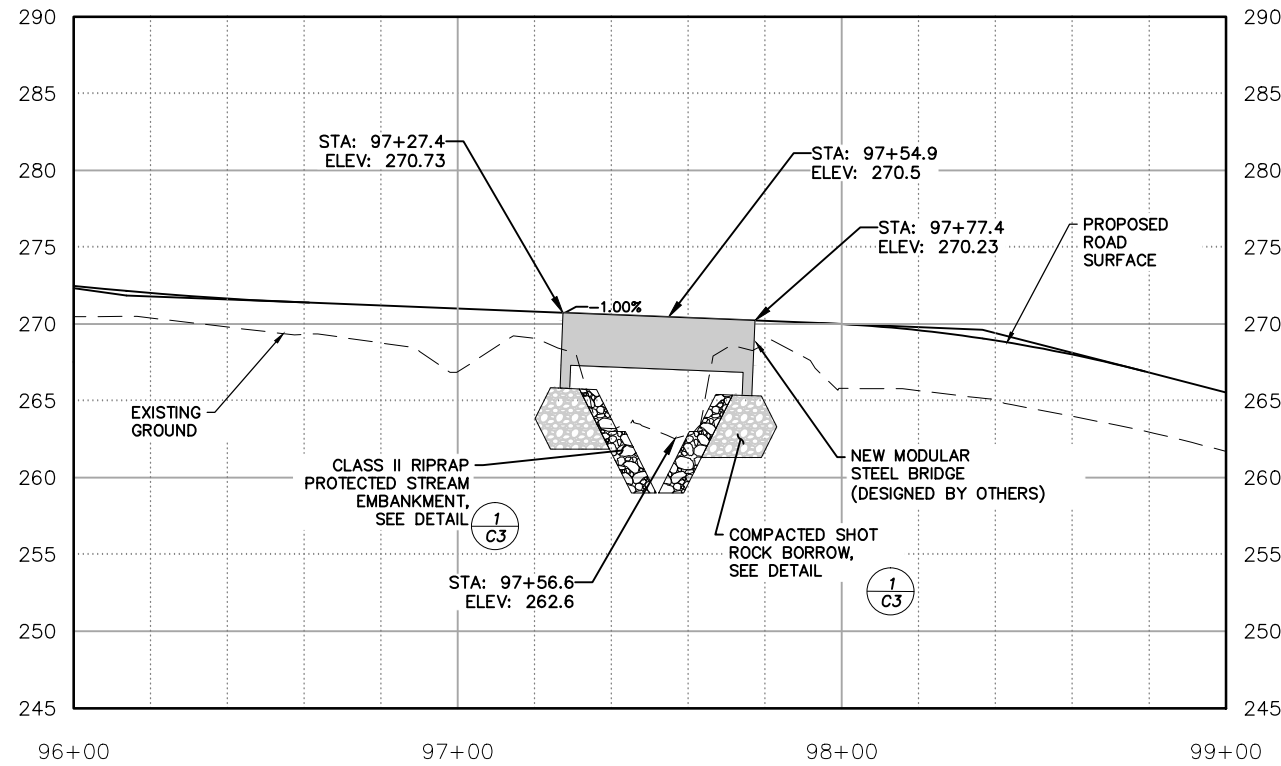 290
285
280
275
270
265
260
255
250
245
290
285
280
275
270
265
260
255
250
245
STA: 97+27.4
ELEV: 270.73
STA: 97+54.9
ELEV: 270.5
STA: 97+77.4
ELEV: 270.23
PROPOSED
ROAD
SURFACE
-1.00%
EXISTING
GROUND
CLASS II RIPRAP
PROTECTED STREAM
EMBANKMENT,
SEE DETAIL
1
C3
NEW MODULAR
STEEL BRIDGE
(DESIGNED BY OTHERS)
COMPACTED SHOT
ROCK BORROW,
SEE DETAIL
1
C3
STA: 97+56.6
ELEV: 262.6
96+00
97+00
98+00
99+00